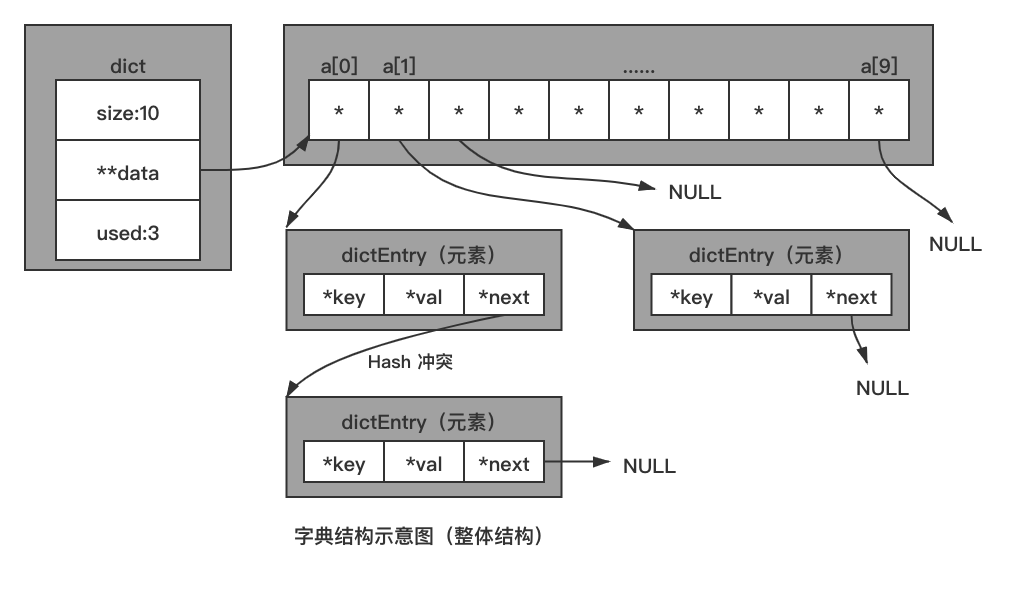 dict
size:10
**data
used:3
a[0] a[1] ...... a[9]
* * * * * * * * * *
NULL
NULL
dictEntry（元素）
*key *val *next
dictEntry（元素）
*key *val *next
Hash 冲突
NULL
dictEntry（元素）
*key *val *next
NULL
字典结构示意图（整体结构）